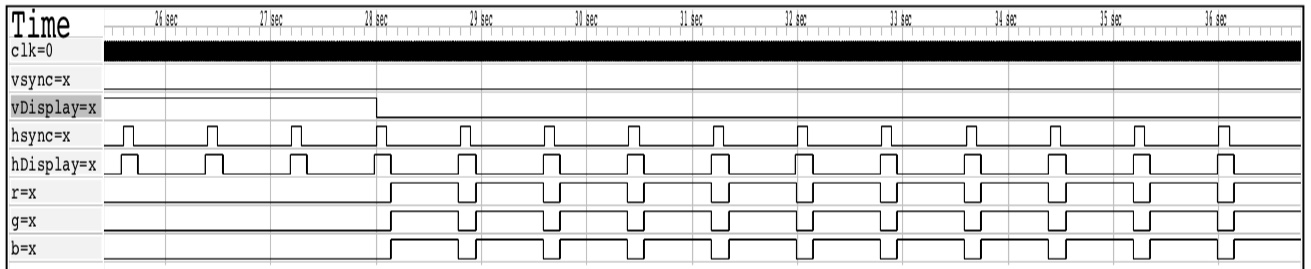 Time 26 sec 27 sec 28 sec 29 sec 30 sec 31 sec 32 sec 33 sec 34 sec 35 sec 36 sec
clk=0
vsync=x
vDisplay=x
hsync=x
hDisplay=x
r=x
g=x
b=x